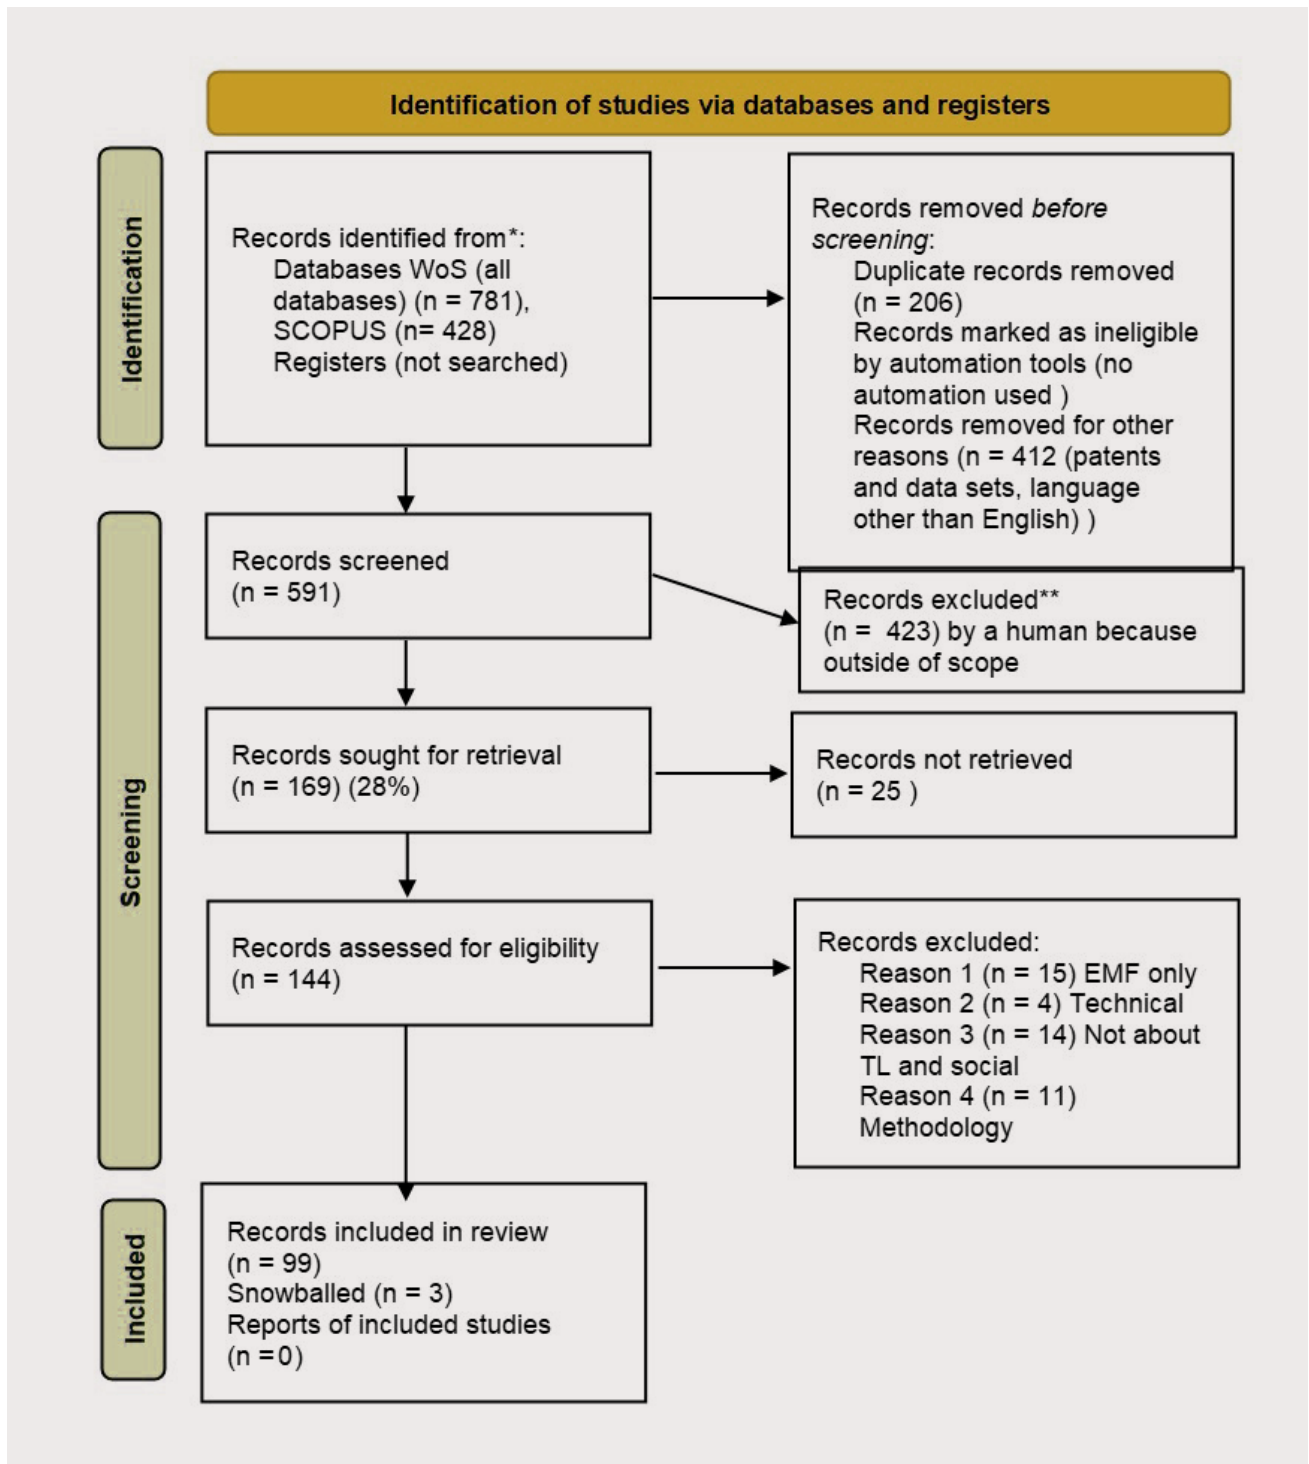 Identification of studies via databases and registers
Identification
Records identified from*:
Databases WoS (all
databases) (n = 781),
SCOPUS (n= 428)
Registers (not searched)
Records removed before
screening:
Duplicate records removed
(n = 206)
Records marked as ineligible
by automation tools (no
automation used )
Records removed for other
reasons (n = 412 (patents
and data sets, language
other than English) )
Screening
Records screened
(n = 591)
Records excluded**
(n = 423) by a human because
outside of scope
Records sought for retrieval
(n = 169) (28%)
Records not retrieved
(n = 25 )
Records assessed for eligibility
(n = 144)
Records excluded:
Reason 1 (n = 15) EMF only
Reason 2 (n = 4) Technical
Reason 3 (n = 14) Not about
TL and social
Reason 4 (n = 11)
Methodology
Included
Records included in review
(n = 99)
Snowballed (n = 3)
Reports of included studies
(n =0)